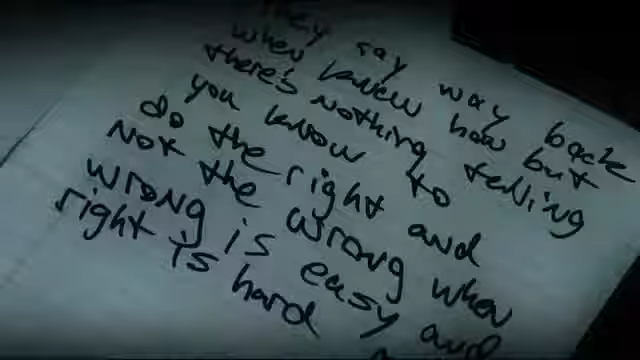 They say way back
when knew how but
there's nothing telling
you know to
do the right and
Not the wrong when
wrong is easy and
right is hard